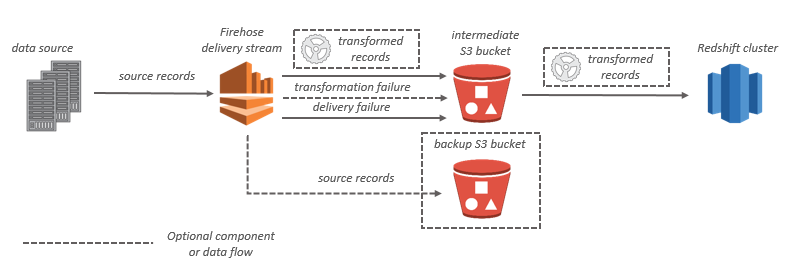 data source
source records
Firehose
delivery stream
transformed
records
transformation failure
delivery failure
intermediate
S3 bucket
transformed
records
Redshift cluster
backup S3 bucket
source records
Optional component
or data flow